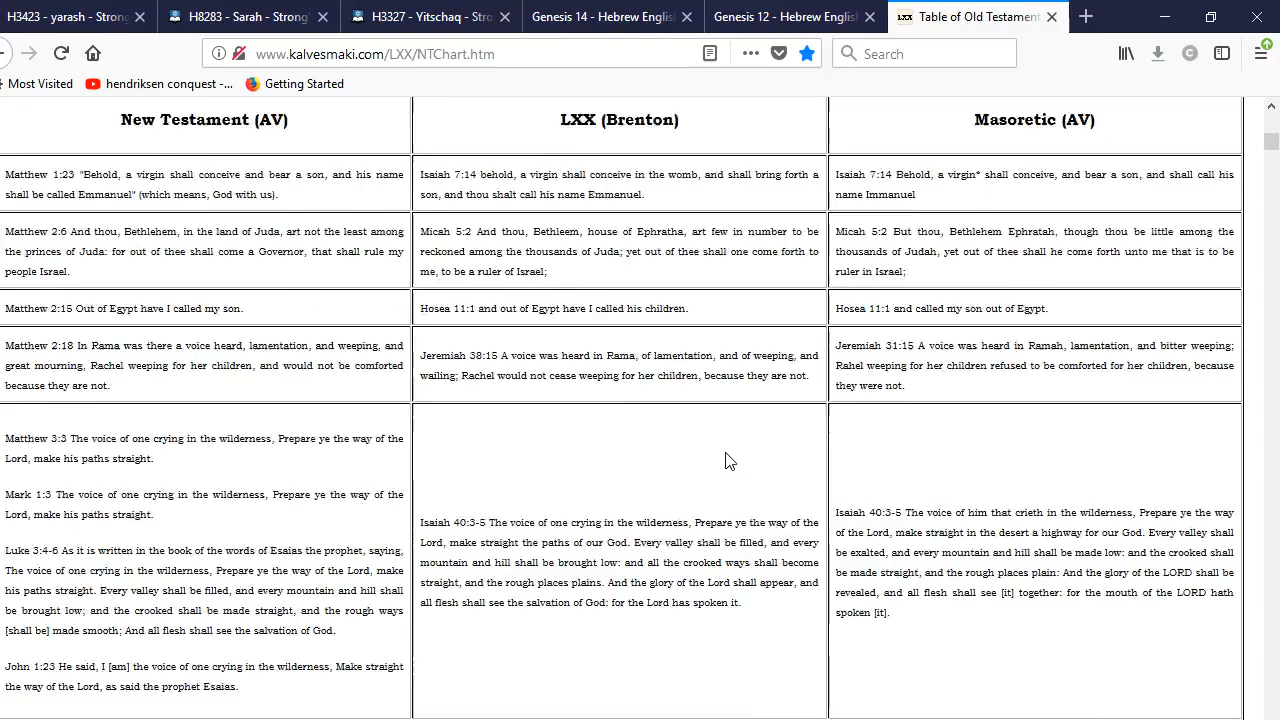 H3423 - yarash - Strong
H8283 - Sarah - Strong'
H3327 - Yitschaq - Stro
Genesis 14 - Hebrew Englis
Genesis 12 - Hebrew Englis
LXX Table of Old Testament
www.kalvesmaki.com/LXX/NTChart.htm
Search
Most Visited
hendriksen conquest -...
Getting Started
New Testament (AV)
LXX (Brenton)
Masoretic (AV)
Matthew 1:23 "Behold, a virgin shall conceive and bear a son, and his name
shall be called Emmanuel" (which means, God with us).
Isaiah 7:14 behold, a virgin shall conceive in the womb, and shall bring forth a
son, and thou shalt call his name Emmanuel.
Isaiah 7:14 Behold, a virgin* shall conceive, and bear a son, and shall call his
name Immanuel
Matthew 2:6 And thou, Bethlehem, in the land of Juda, art not the least among
the princes of Juda: for out of thee shall come a Governor, that shall rule my
people Israel.
Micah 5:2 And thou, Bethleem, house of Ephratha, art few in number to be
reckoned among the thousands of Juda; yet out of thee shall one come forth to
me, to be a ruler of Israel;
Micah 5:2 But thou, Bethlehem Ephratah, though thou be little among the
thousands of Judah, yet out of thee shall he come forth unto me that is to be
ruler in Israel;
Matthew 2:15 Out of Egypt have I called my son.
Hosea 11:1 and out of Egypt have I called his children.
Hosea 11:1 and called my son out of Egypt.
Matthew 2:18 In Rama was there a voice heard, lamentation, and weeping, and
great mourning, Rachel weeping for her children, and would not be comforted
because they are not.
Jeremiah 38:15 A voice was heard in Rama, of lamentation, and of weeping, and
wailing; Rachel would not cease weeping for her children, because they are not.
Jeremiah 31:15 A voice was heard in Ramah, lamentation, and bitter weeping;
Rahel weeping for her children refused to be comforted for her children, because
they were not.
Matthew 3:3 The voice of one crying in the wilderness, Prepare ye the way of the
Lord, make his paths straight.
Mark 1:3 The voice of one crying in the wilderness, Prepare ye the way of the
Lord, make his paths straight.
Luke 3:4-6 As it is written in the book of the words of Esaias the prophet, saying,
The voice of one crying in the wilderness, Prepare ye the way of the Lord, make
his paths straight. Every valley shall be filled, and every mountain and hill shall
be brought low; and the crooked shall be made straight, and the rough ways
[shall be] made smooth; And all flesh shall see the salvation of God.
John 1:23 He said, I [am] the voice of one crying in the wilderness, Make straight
the way of the Lord, as said the prophet Esaias.
Isaiah 40:3-5 The voice of one crying in the wilderness, Prepare ye the way of the
Lord, make straight the paths of our God. Every valley shall be filled, and every
mountain and hill shall be brought low: and all the crooked ways shall become
straight, and the rough places plains. And the glory of the Lord shall appear, and
all flesh shall see the salvation of God: for the Lord has spoken it.
Isaiah 40:3-5 The voice of him that crieth in the wilderness, Prepare ye the way
of the Lord, make straight in the desert a highway for our God. Every valley shall
be exalted, and every mountain and hill shall be made low: and the crooked shall
be made straight, and the rough places plain: And the glory of the LORD shall be
revealed, and all flesh shall see [it] together: for the mouth of the LORD hath
spoken [it].